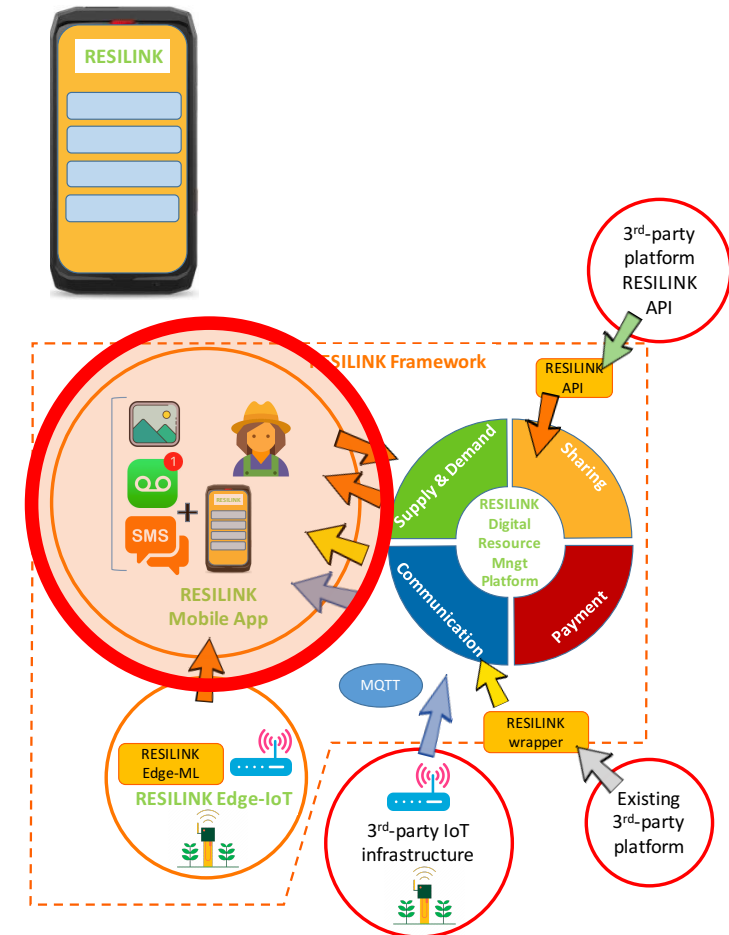 RESILINK
3rd-party
platform
RESILINK
API
RESILINK Framework
RESILINK
API
Supply & Demand
Sharing
RESILINK
Digital
Resource
Mngt
Platform
Communication
Payment
1
SMS
+
RESILINK
RESILINK
Mobile App
MQTT
RESILINK
wrapper
RESILINK
Edge-ML
RESILINK Edge-IoT
3rd-party IoT
infrastructure
Existing
3rd-party
platform